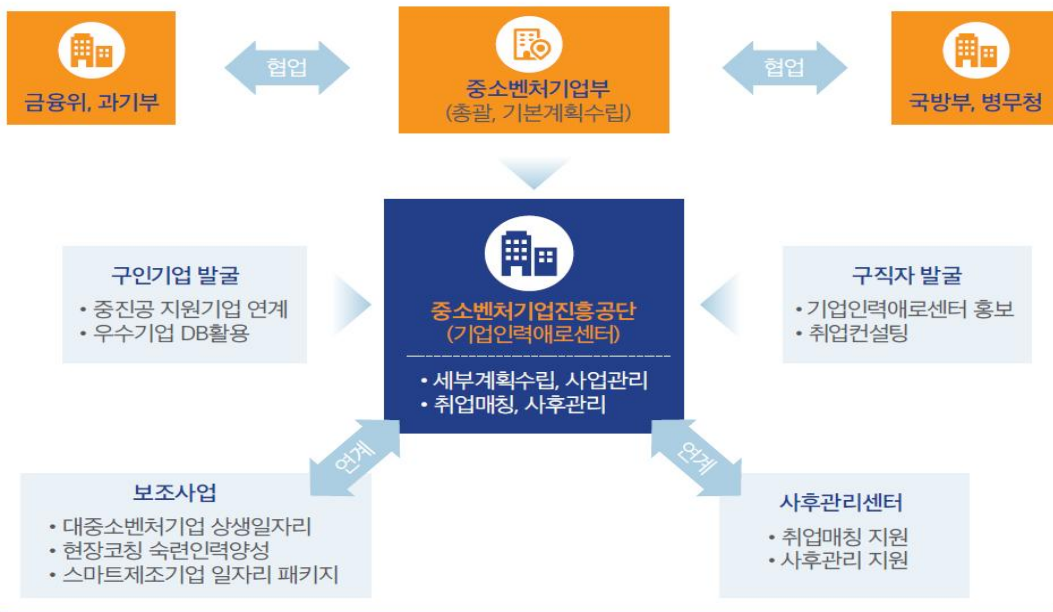 협업
협업
금융위, 과기부
중소벤처기업부
(총괄, 기본계획수립)
국방부, 병무청
구인기업 발굴
• 중진공 지원기업 연계
• 우수기업 DB활용
중소벤처기업진흥공단
(기업인력애로센터)
• 세부계획수립, 사업관리
• 취업매칭, 사후관리
구직자 발굴
• 기업인력애로센터 홍보
• 취업컨설팅
연계
연계
보조사업
• 대중소벤처기업 상생일자리
• 현장코칭 숙련인력양성
• 스마트제조기업 일자리 패키지
사후관리센터
• 취업매칭 지원
• 사후관리 지원